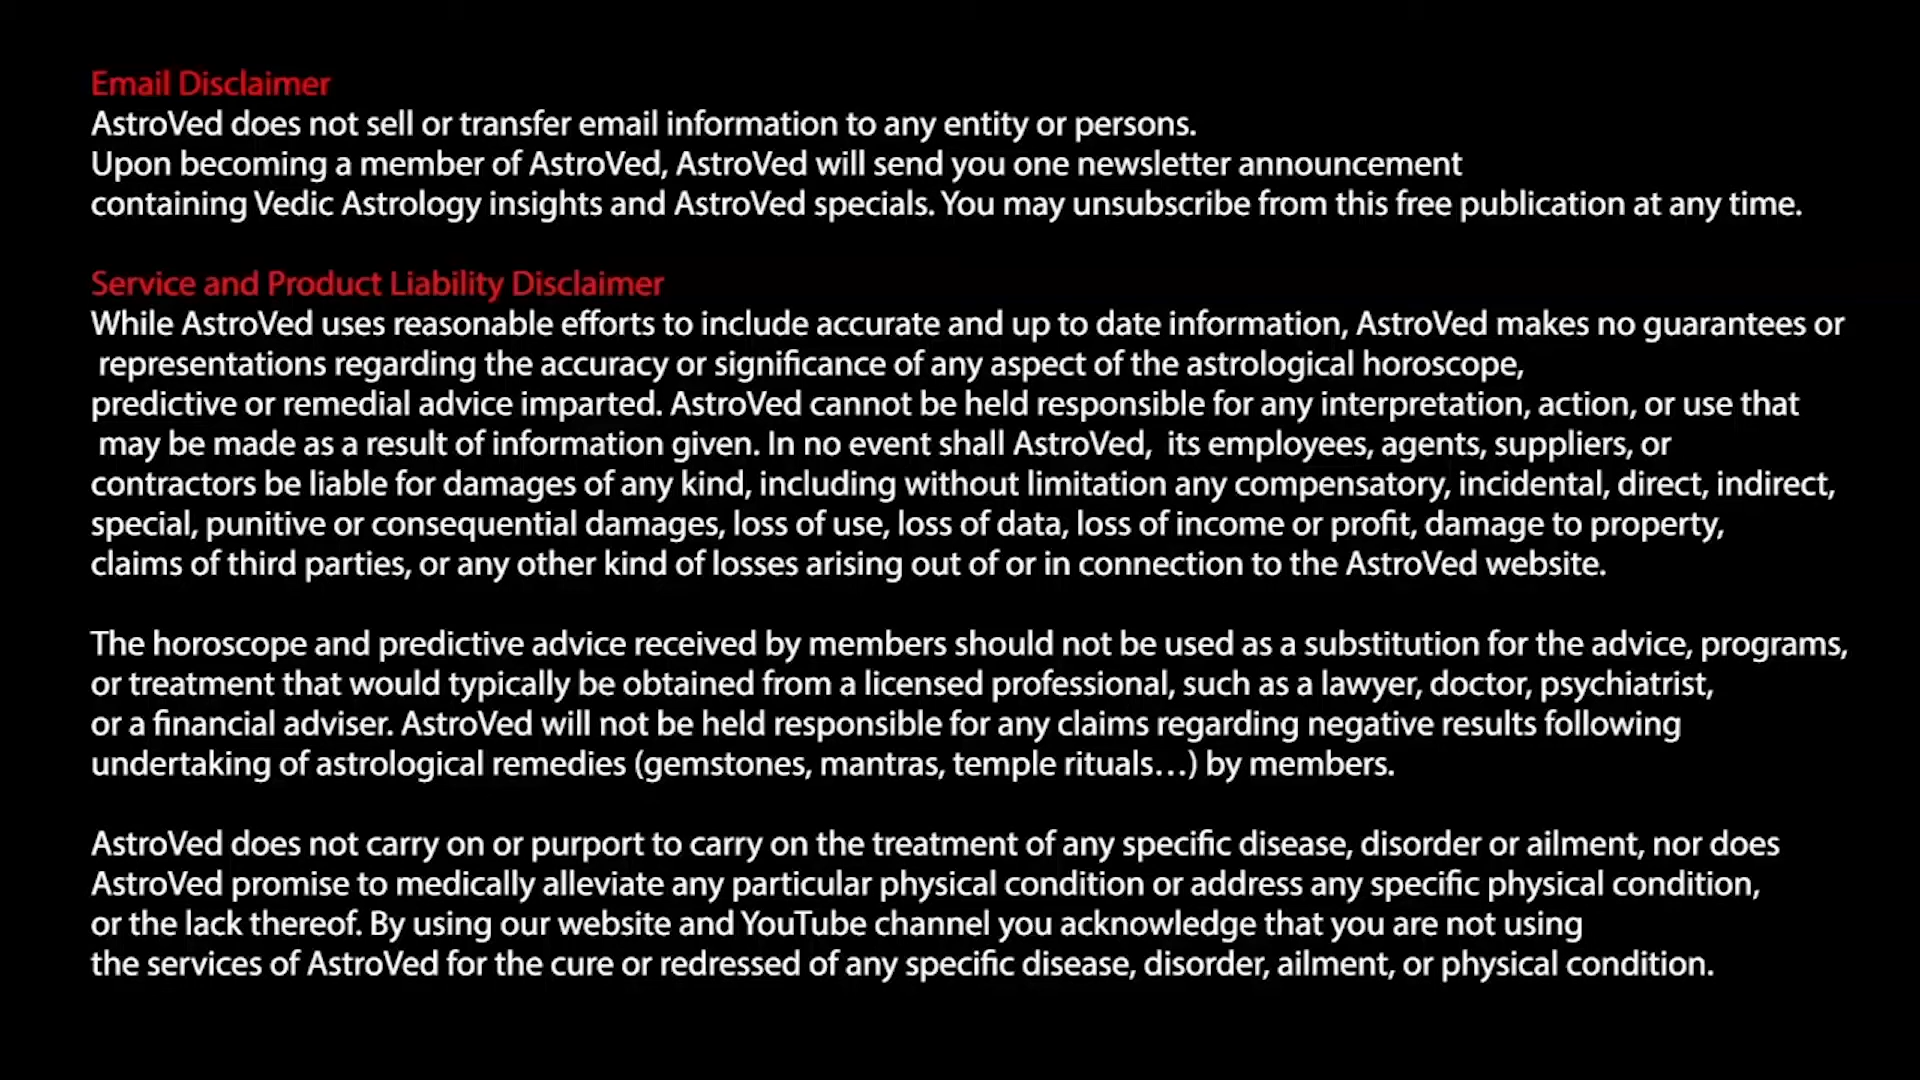 Email Disclaimer
AstroVed does not sell or transfer email information to any entity or persons.
Upon becoming a member of AstroVed, AstroVed will send you one newsletter announcement
containing Vedic Astrology insights and AstroVed specials. You may unsubscribe from this free publication at any time.
Service and Product Liability Disclaimer
While AstroVed uses reasonable efforts to include accurate and up to date information, AstroVed makes no guarantees or
representations regarding the accuracy or significance of any aspect of the astrological horoscope,
predictive or remedial advice imparted. AstroVed cannot be held responsible for any interpretation, action, or use that
may be made as a result of information given. In no event shall AstroVed, its employees, agents, suppliers, or
contractors be liable for damages of any kind, including without limitation any compensatory, incidental, direct, indirect,
special, punitive or consequential damages, loss of use, loss of data, loss of income or profit, damage to property,
claims of third parties, or any other kind of losses arising out of or in connection to the AstroVed website.
The horoscope and predictive advice received by members should not be used as a substitution for the advice, programs,
or treatment that would typically be obtained from a licensed professional, such as a lawyer, doctor, psychiatrist,
or a financial adviser. AstroVed will not be held responsible for any claims regarding negative results following
undertaking of astrological remedies (gemstones, mantras, temple rituals…) by members.
AstroVed does not carry on or purport to carry on the treatment of any specific disease, disorder or ailment, nor does
AstroVed promise to medically alleviate any particular physical condition or address any specific physical condition,
or the lack thereof. By using our website and YouTube channel you acknowledge that you are not using
the services of AstroVed for the cure or redressed of any specific disease, disorder, ailment, or physical condition.